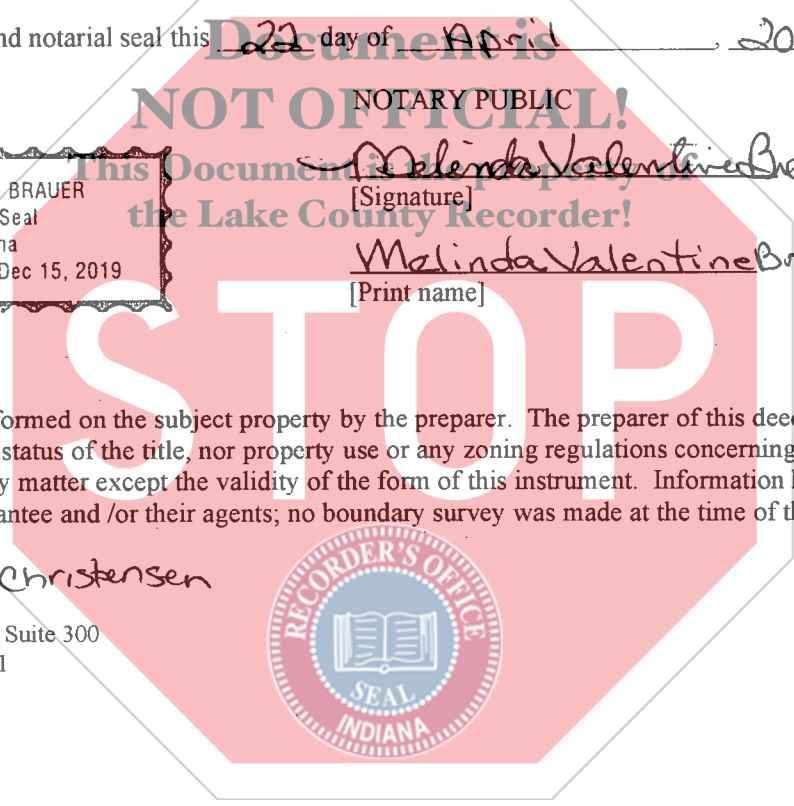 nd notarial seal this 22 day of April, 20
Document is
NOT OFFICIAL!
NOTARY PUBLIC
Melinda Valentine Bra
This Document is the property of
[Signature]
the Lake County Recorder!
BRAUER
Seal
na
Dec 15, 2019
Melinda Valentine Br
[Print name]
STOP
formed on the subject property by the preparer. The preparer of this deed
status of the title, nor property use or any zoning regulations concerning
y matter except the validity of the form of this instrument. Information
antee and /or their agents; no boundary survey was made at the time of th
Christensen
Suite 300
RECORDER'S OFFICE
SEAL
INDIANA